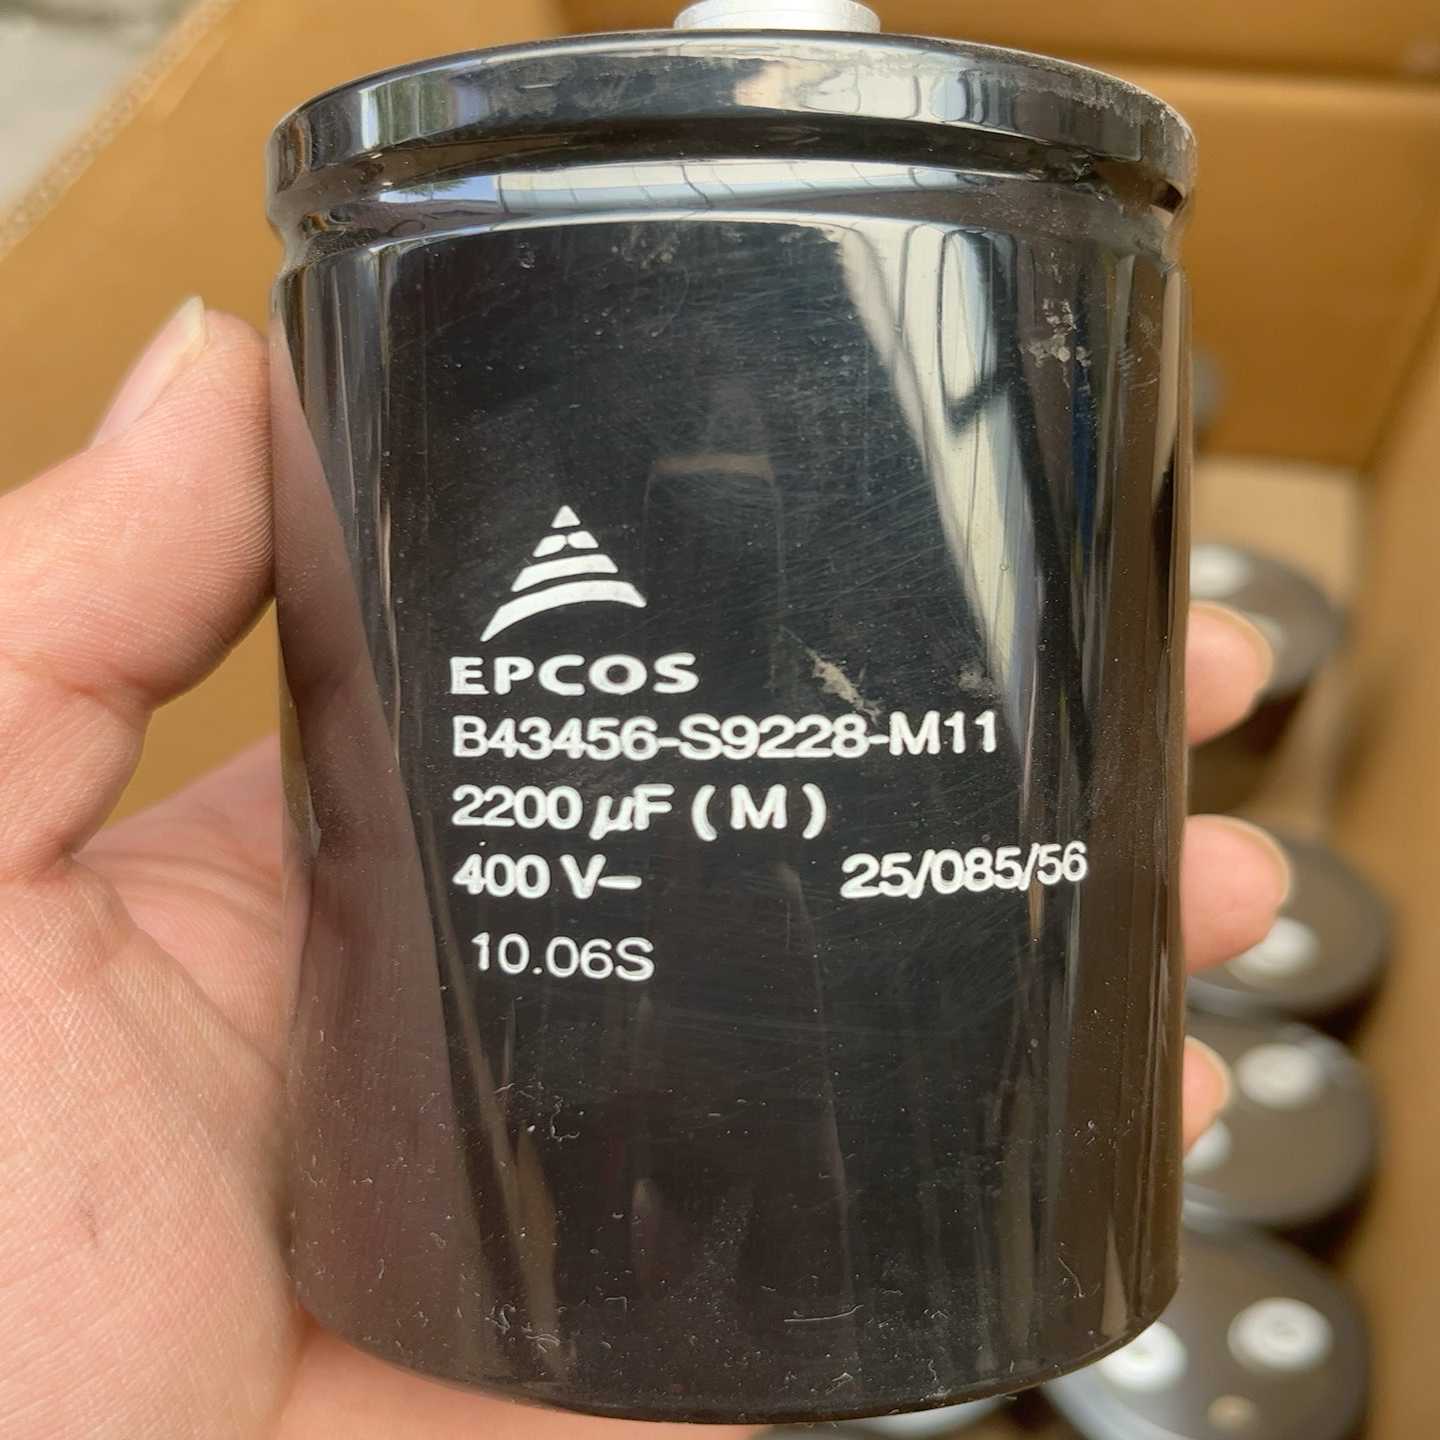 EPCOS
B43456-S9228-M11
2200 µF ( M )
400 V– 25/085/56
10.06S